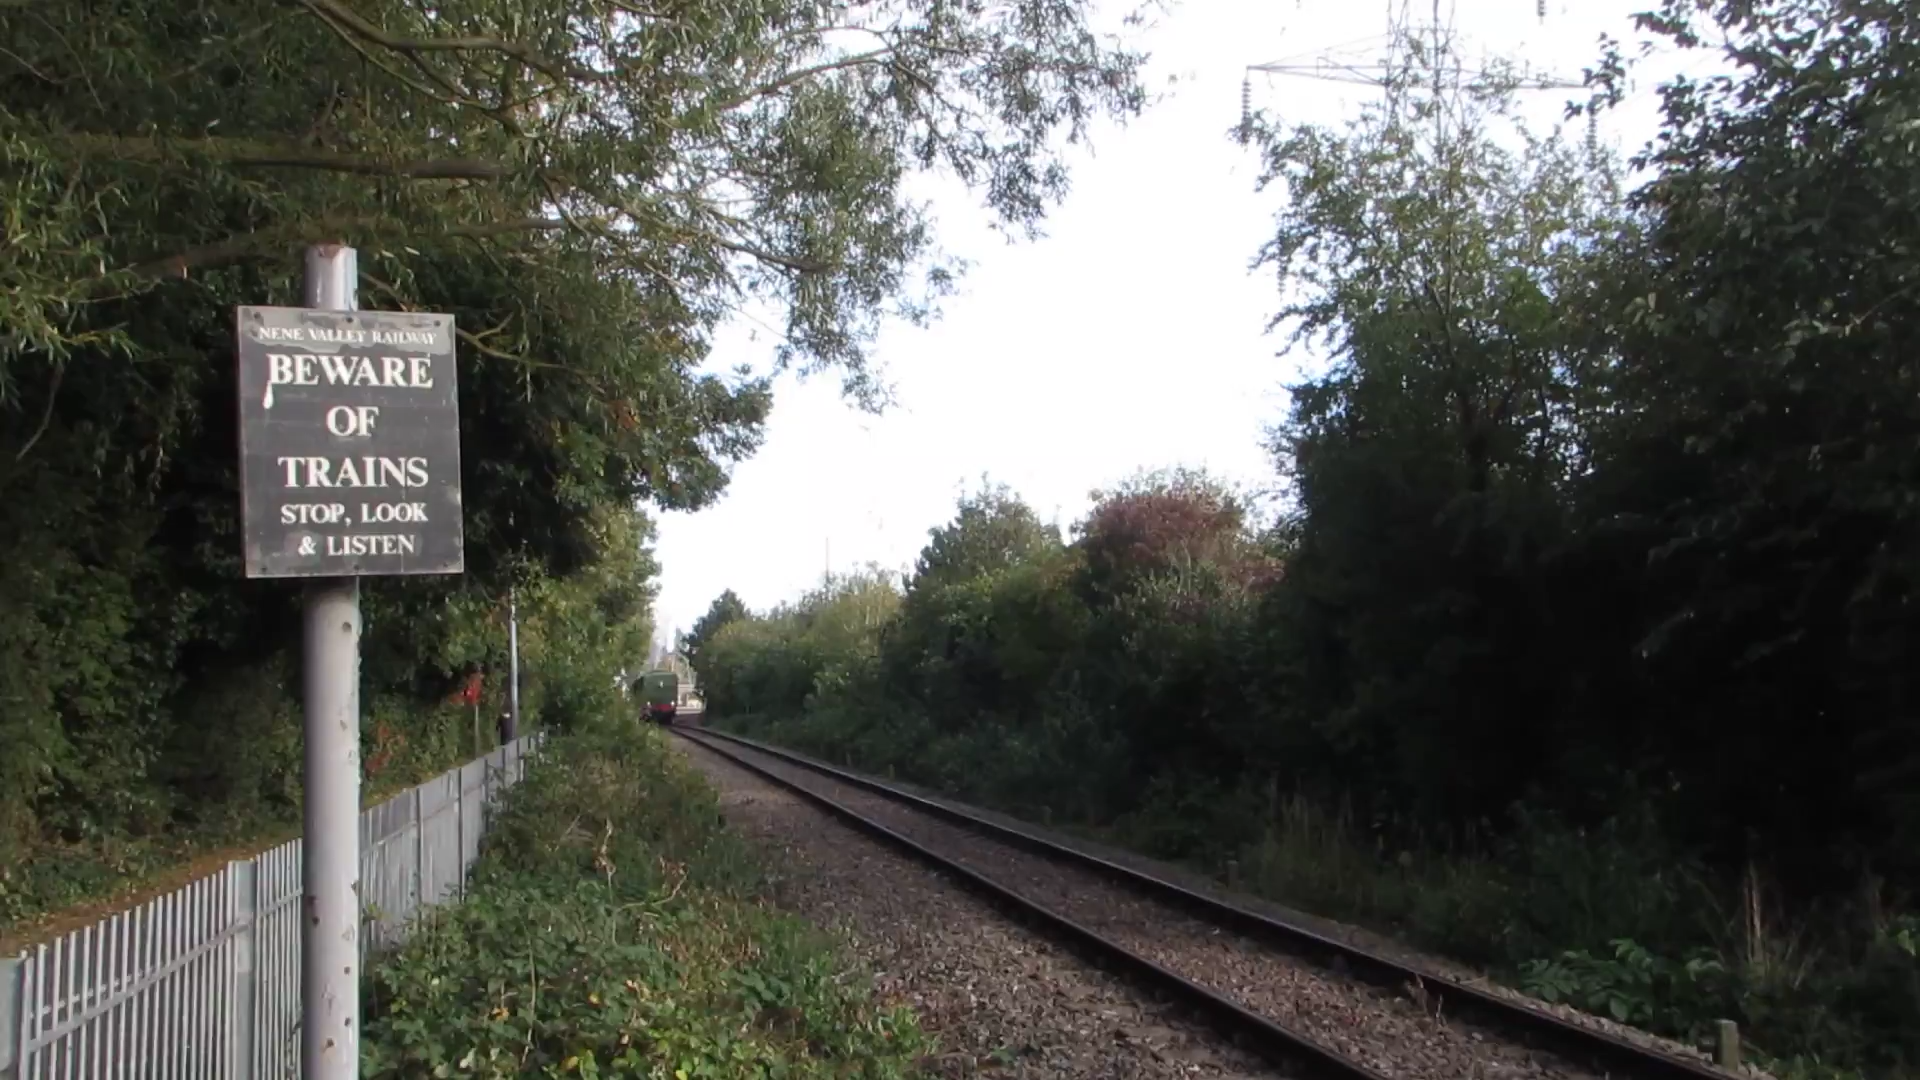 NENE VALLEY RAILWAY
BEWARE
OF
TRAINS
STOP, LOOK
& LISTEN